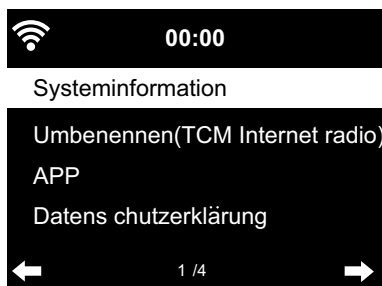 00:00
Systeminformation
Umbenennen(TCM Internet radio)
APP
Datens chutzerklärung
1 /4